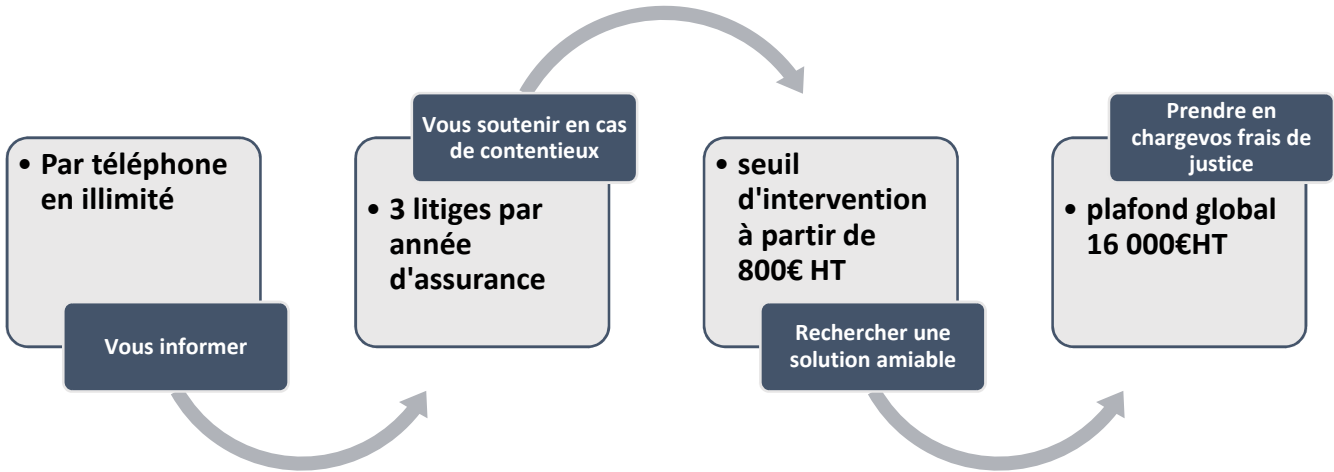 • Par téléphone
en illimité
Vous informer
Vous soutenir en cas
de contentieux
• 3 litiges par
année
d'assurance
• seuil
d'intervention
à partir de
800€ HT
Rechercher une
solution amiable
Prendre en
chargevos frais de
justice
• plafond global
16 000€HT